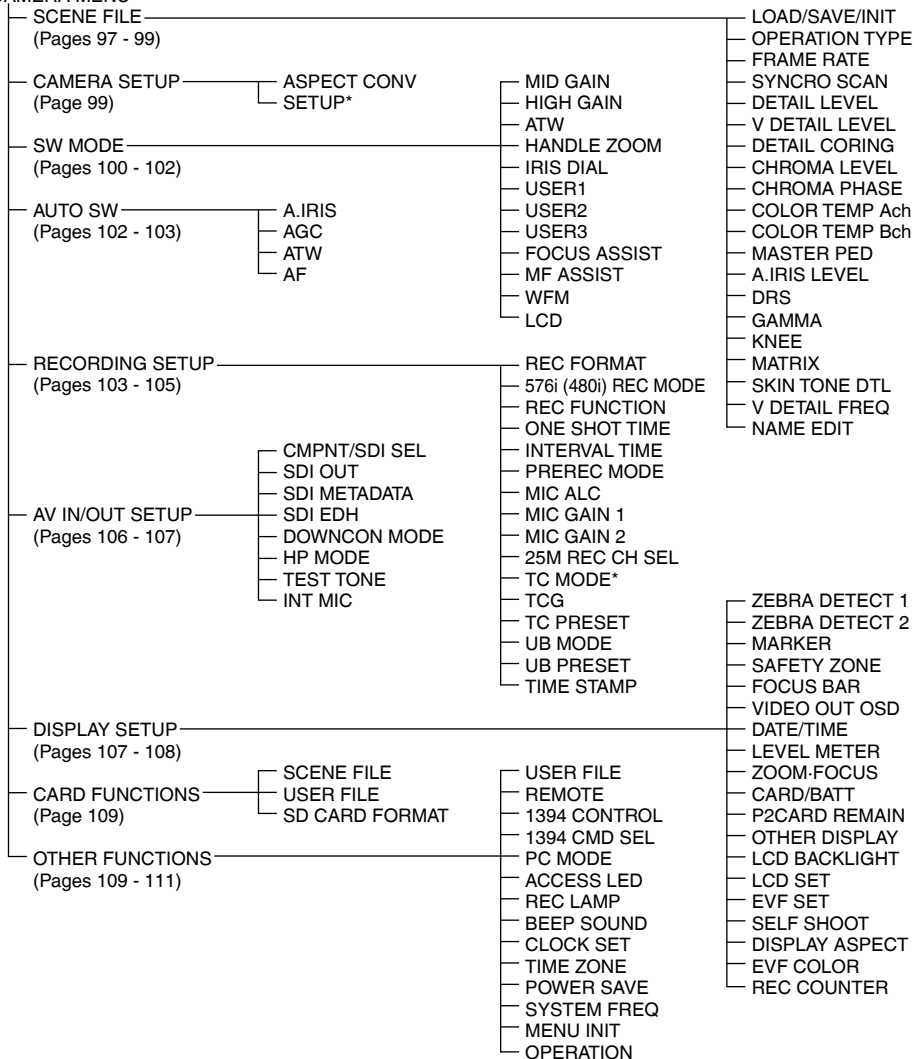 CAMERA MENU
SCENE FILE
(Pages 97 - 99)
LOAD/SAVE/INIT
OPERATION TYPE
FRAME RATE
SYNCRO SCAN
DETAIL LEVEL
V DETAIL LEVEL
DETAIL CORING
CHROMA LEVEL
CHROMA PHASE
COLOR TEMP Ach
COLOR TEMP Bch
MASTER PED
A.IRIS LEVEL
DRS
GAMMA
KNEE
MATRIX
SKIN TONE DTL
V DETAIL FREQ
NAME EDIT
CAMERA SETUP
(Page 99)
ASPECT CONV
SETUP*
SW MODE
(Pages 100 - 102)
MID GAIN
HIGH GAIN
ATW
HANDLE ZOOM
IRIS DIAL
USER1
USER2
USER3
FOCUS ASSIST
MF ASSIST
WFM
LCD
AUTO SW
(Pages 102 - 103)
A.IRIS
AGC
ATW
AF
RECORDING SETUP
(Pages 103 - 105)
REC FORMAT
576i (480i) REC MODE
REC FUNCTION
ONE SHOT TIME
INTERVAL TIME
PREREC MODE
MIC ALC
MIC GAIN 1
MIC GAIN 2
25M REC CH SEL
TC MODE*
TCG
TC PRESET
UB MODE
UB PRESET
TIME STAMP
AV IN/OUT SETUP
(Pages 106 - 107)
CMPNT/SDI SEL
SDI OUT
SDI METADATA
SDI EDH
DOWNCON MODE
HP MODE
TEST TONE
INT MIC
DISPLAY SETUP
(Pages 107 - 108)
ZEBRA DETECT 1
ZEBRA DETECT 2
MARKER
SAFETY ZONE
FOCUS BAR
VIDEO OUT OSD
DATE/TIME
LEVEL METER
ZOOM·FOCUS
CARD/BATT
P2CARD REMAIN
OTHER DISPLAY
LCD BACKLIGHT
LCD SET
EVF SET
SELF SHOOT
DISPLAY ASPECT
EVF COLOR
REC COUNTER
CARD FUNCTIONS
(Page 109)
SCENE FILE
USER FILE
SD CARD FORMAT
OTHER FUNCTIONS
(Pages 109 - 111)
USER FILE
REMOTE
1394 CONTROL
1394 CMD SEL
PC MODE
ACCESS LED
REC LAMP
BEEP SOUND
CLOCK SET
TIME ZONE
POWER SAVE
SYSTEM FREQ
MENU INIT
OPERATION